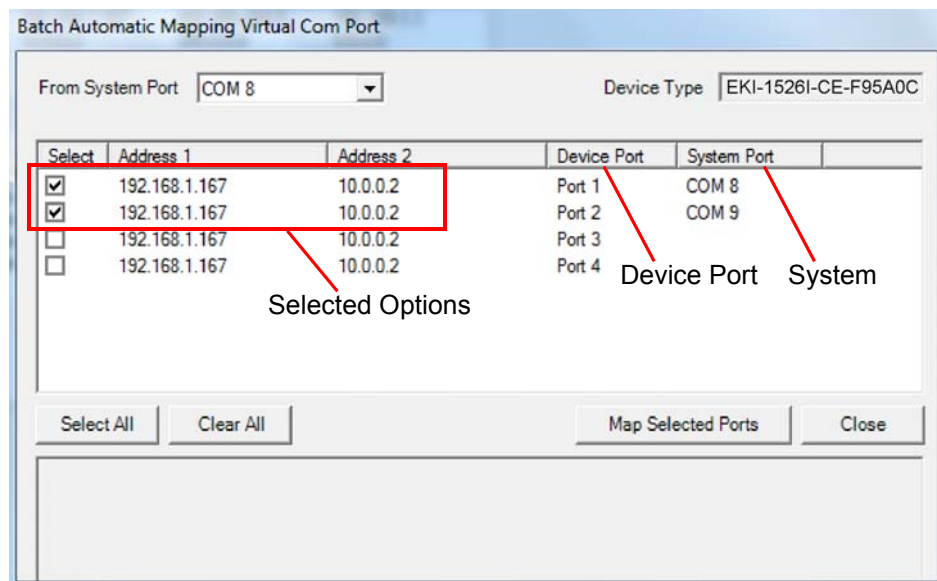 Batch Automatic Mapping Virtual Com Port
From System Port COM 8 Device Type EKI-1526I-CE-F95A0C
Select Address 1 Address 2 Device Port System Port
192.168.1.167 10.0.0.2 Port 1 COM 8
192.168.1.167 10.0.0.2 Port 2 COM 9
192.168.1.167 10.0.0.2 Port 3
192.168.1.167 10.0.0.2 Port 4
Device Port System
Selected Options
Select All Clear All Map Selected Ports Close